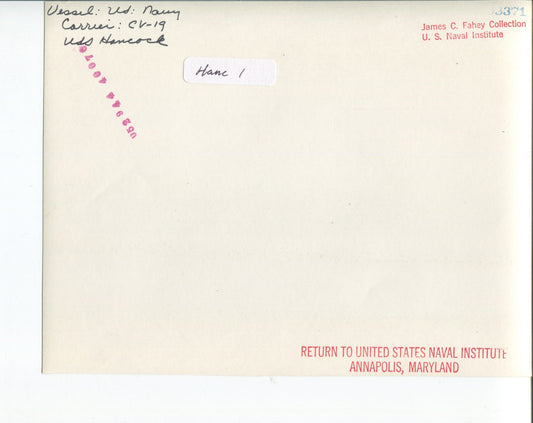 Vessel: US: Navy
Carrier: CV-19
USS Hancock
3371
James C. Fahey Collection
U. S. Naval Institute
Hanc 1
RETURN TO UNITED STATES NAVAL INSTITUTE
ANNAPOLIS, MARYLAND